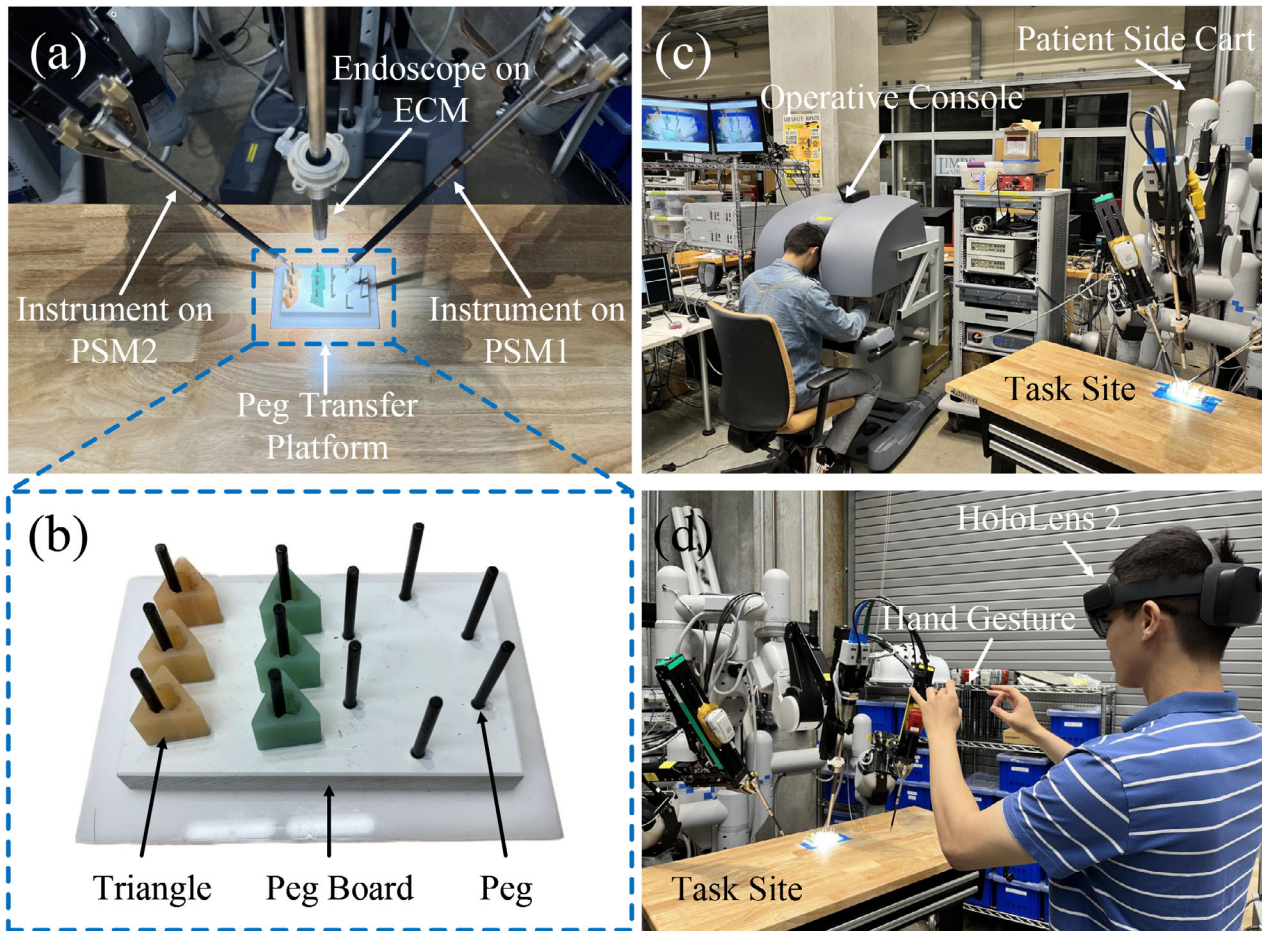 (a)
Endoscope on
ECM
Instrument on
PSM2
Instrument on
PSM1
Peg Transfer
Platform
(b)
Triangle
Peg Board
Peg
(c)
Patient Side Cart
Operative Console
Task Site
(d)
HoloLens 2
Hand Gesture
Task Site